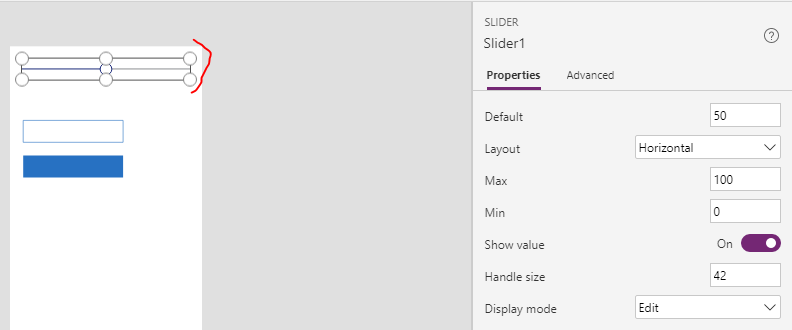 SLIDER
Slider1
Properties Advanced
Default 50
Layout Horizontal
Max 100
Min 0
Show value On
Handle size 42
Display mode Edit